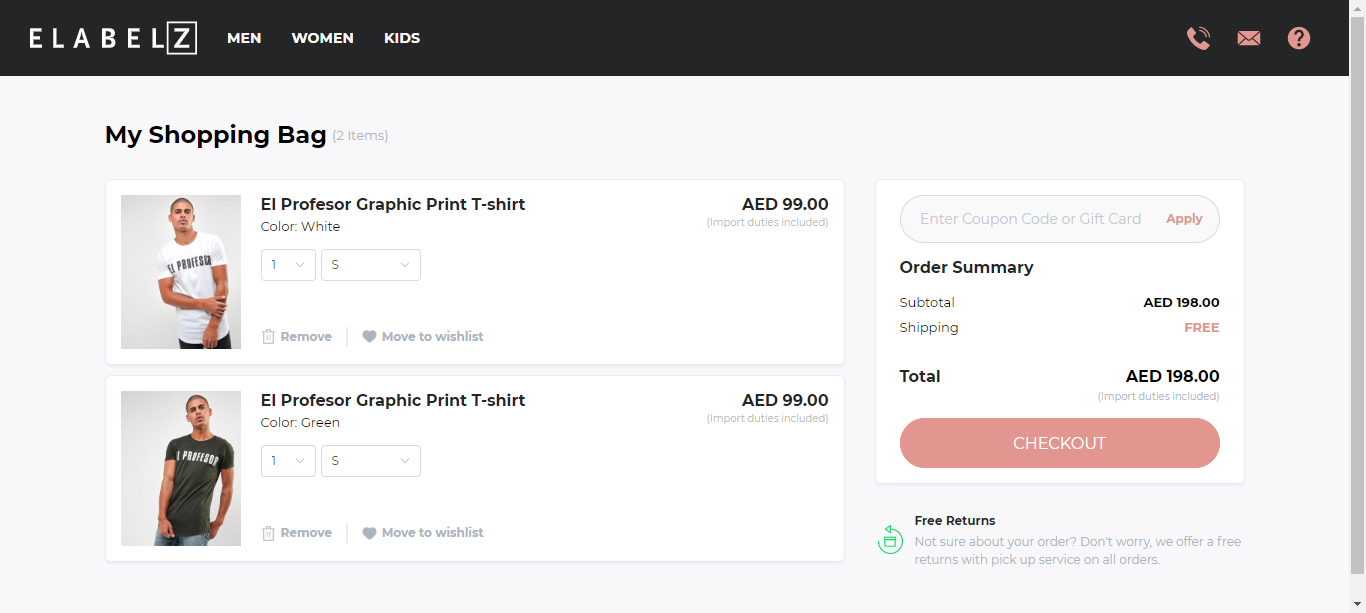 ELABELZ MEN WOMEN KIDS
My Shopping Bag (2 Items)
El Profesor Graphic Print T-shirt
AED 99.00
Color: White
(Import duties included)
1 S
EL PROFESOR
Remove Move to wishlist
El Profesor Graphic Print T-shirt
AED 99.00
Color: Green
(Import duties included)
1 S
L PROFESOR
Remove Move to wishlist
Enter Coupon Code or Gift Card Apply
Order Summary
Subtotal AED 198.00
Shipping FREE
Total AED 198.00
(Import duties included)
CHECKOUT
Free Returns
Not sure about your order? Don't worry, we offer a free
returns with pick up service on all orders.